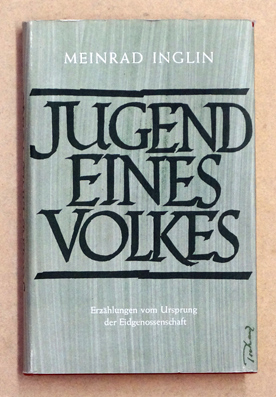 MEINRAD INGLIN
JUGEND
EINES
VOLKES
Erzählungen vom Ursprung
der Eidgenossenschaft